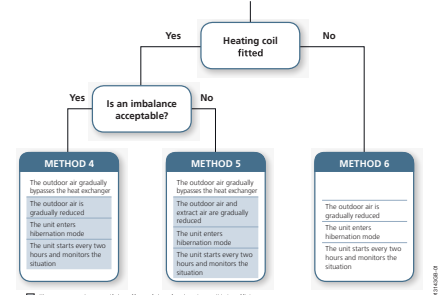 Yes
No
Heating coil
fitted
Yes
No
Is an imbalance
acceptable?
METHOD 4
The outdoor air gradually
bypasses the heat exchanger
The outdoor air is
gradually reduced
The unit enters
hibernation mode
The unit starts every two
hours and monitors the
situation
METHOD 5
The outdoor air gradually
bypasses the heat exchanger
The outdoor air and
extract air are gradually
reduced
The unit enters
hibernation mode
The unit starts every two
hours and monitors the
situation
METHOD 6
The outdoor air is
gradually reduced
The unit enters
hibernation mode
The unit starts every two
hours and monitors the
situation